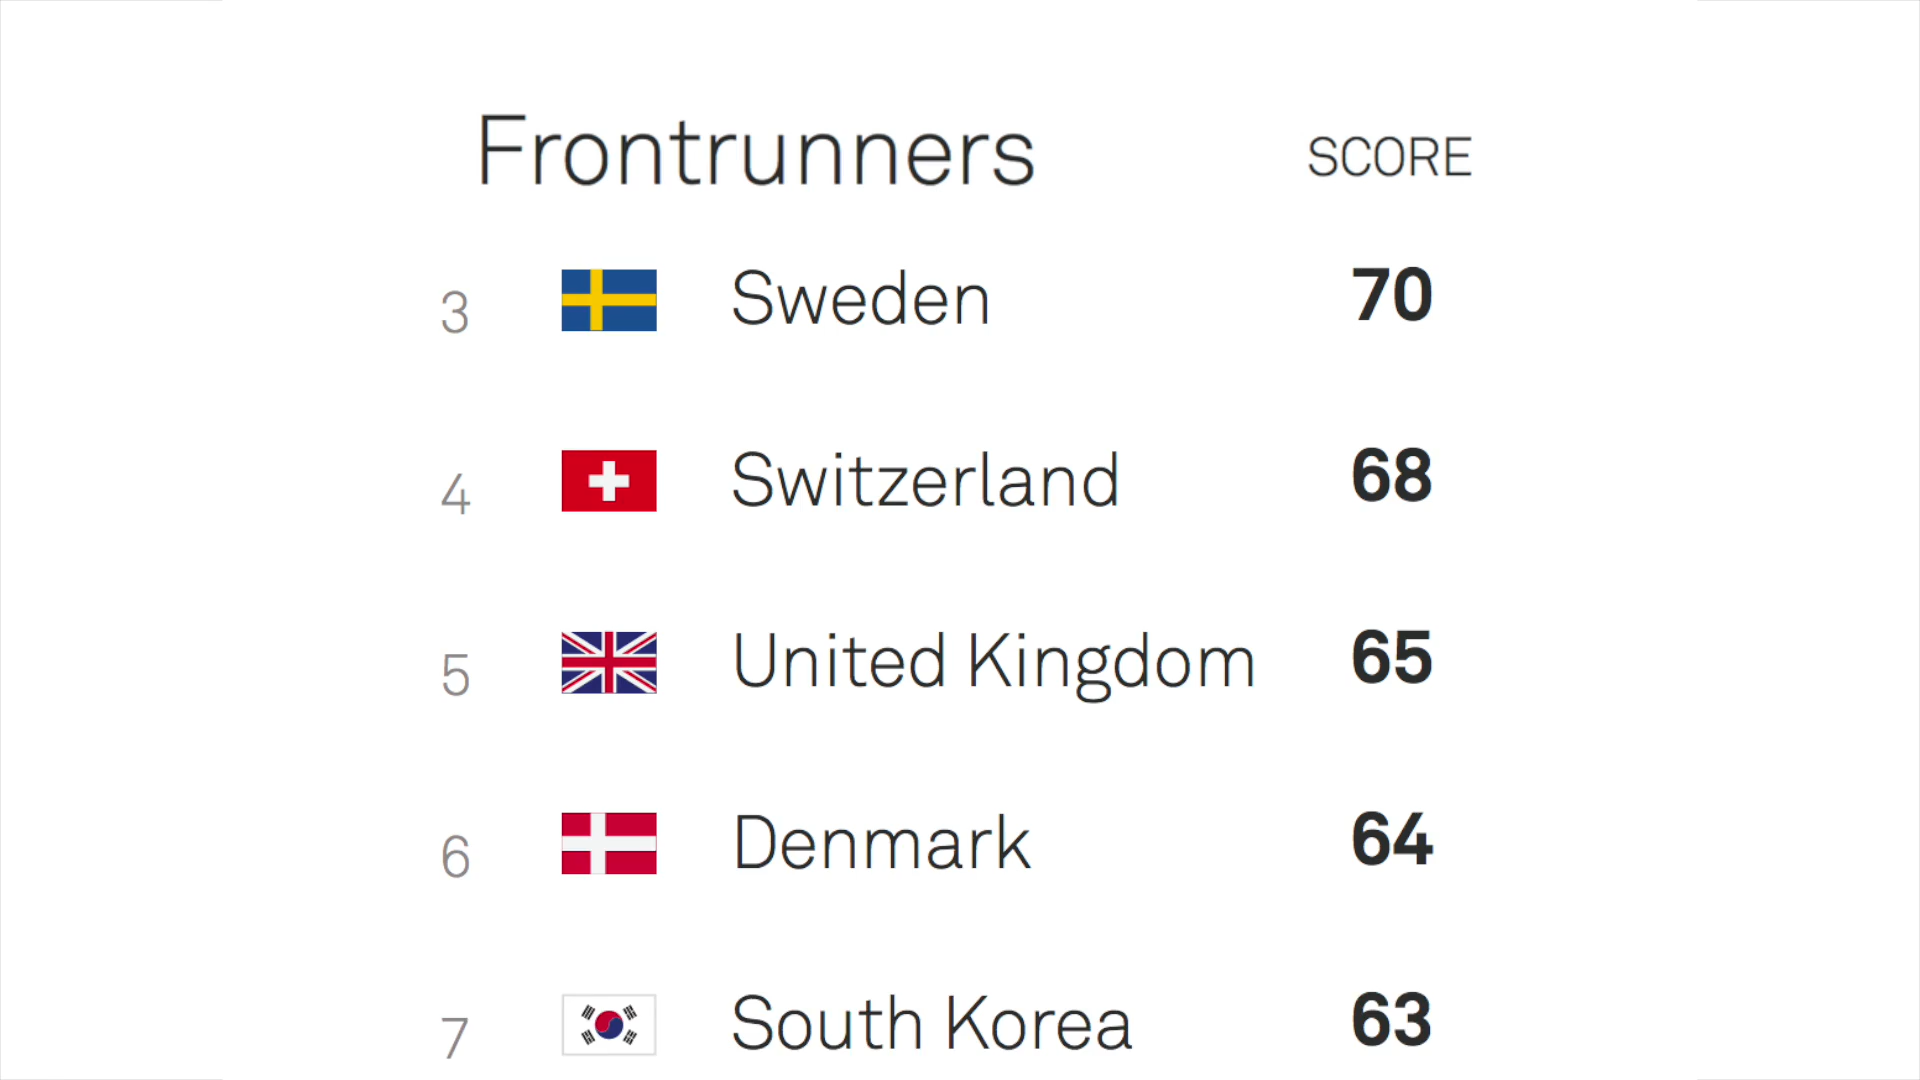 Frontrunners SCORE
3 Sweden 70
4 Switzerland 68
5 United Kingdom 65
6 Denmark 64
7 South Korea 63